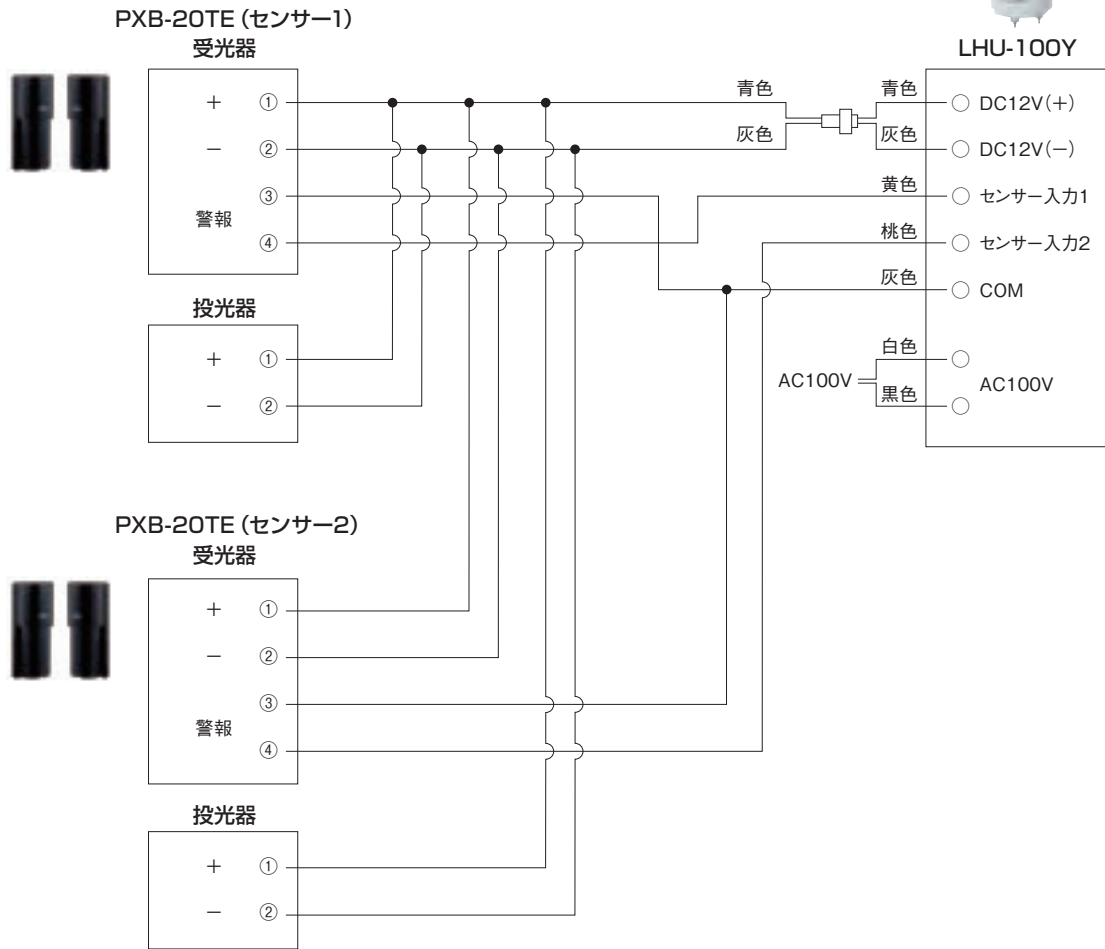 PXB-20TE（センサー1）
受光器
LHU-100Y
＋ ①
－ ②
③
警報
④
青色
灰色
青色 DC12V（＋）
灰色 DC12V（－）
黄色 センサー入力1
桃色 センサー入力2
灰色 COM
白色
AC100V
黒色
AC100V
投光器
＋ ①
－ ②
PXB-20TE（センサー2）
受光器
＋ ①
－ ②
③
警報
④
投光器
＋ ①
－ ②